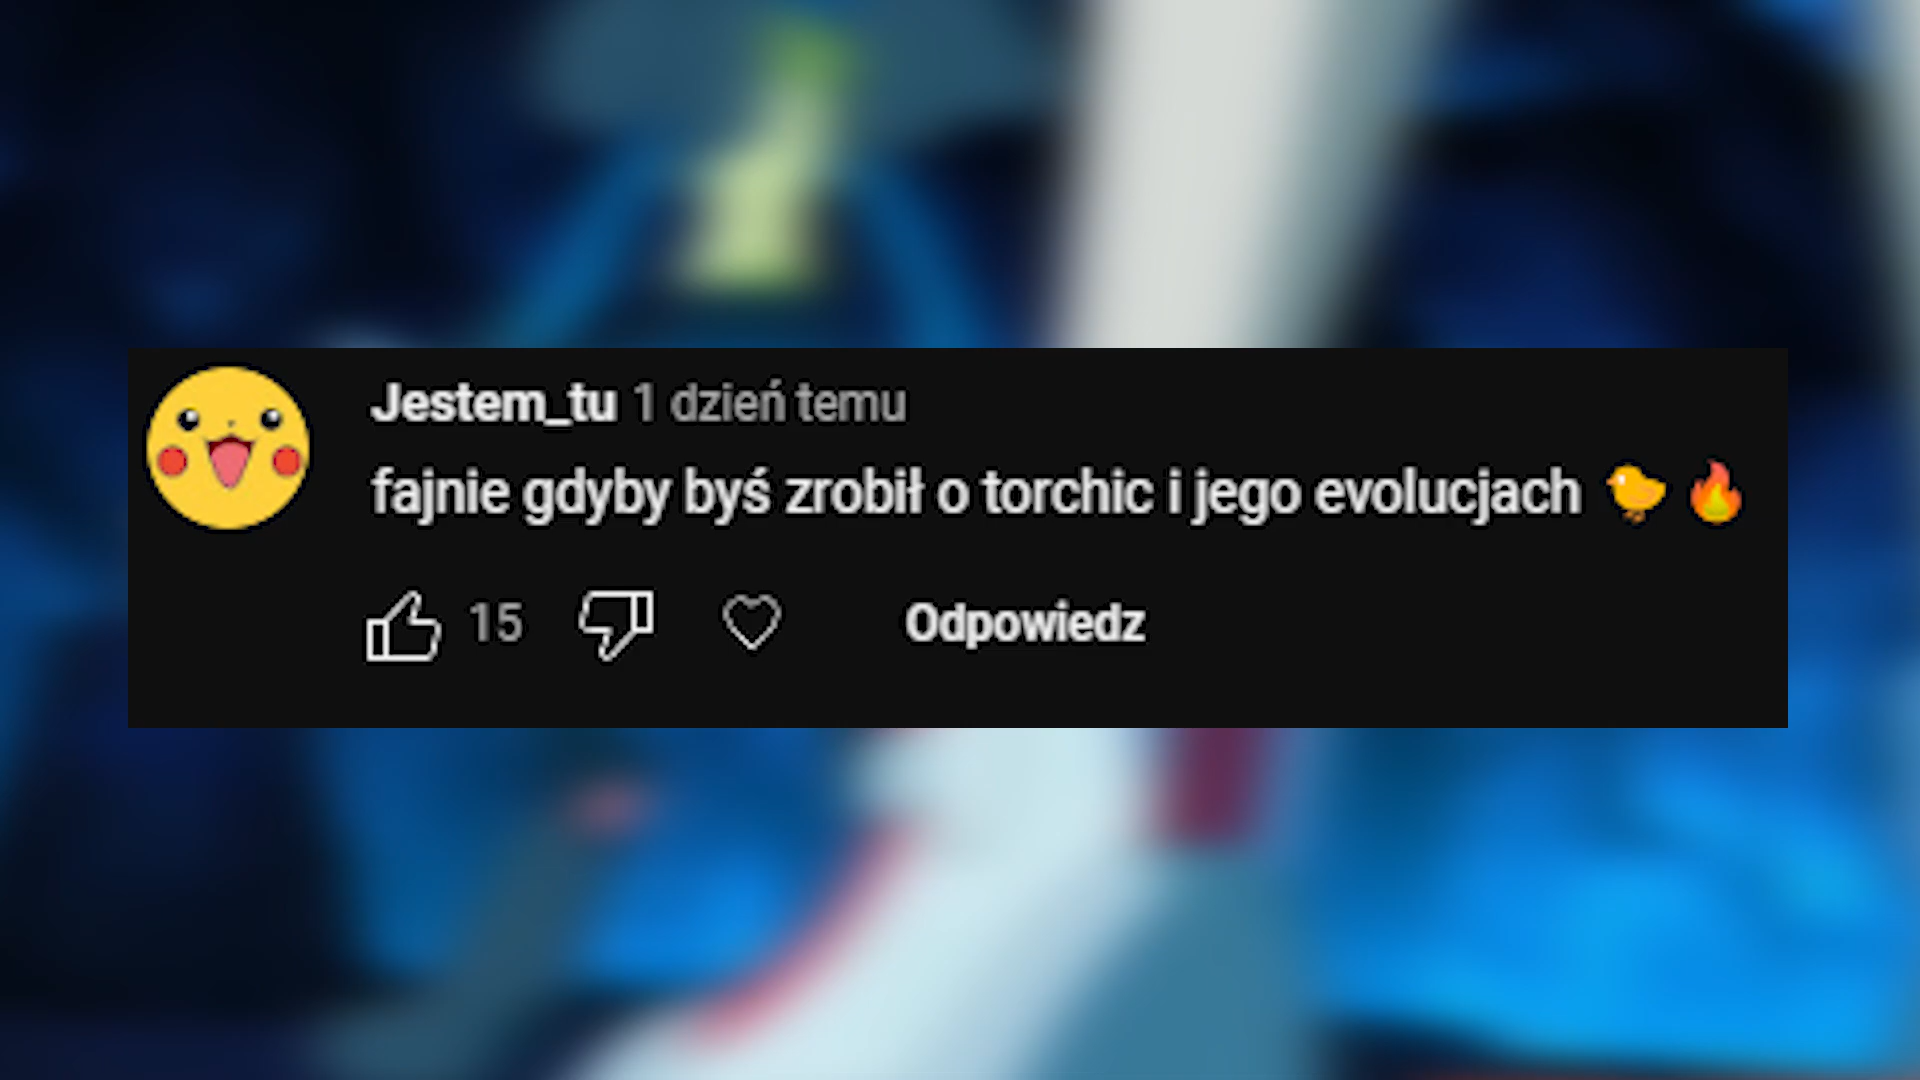 Jestem_tu 1 dzień temu
fajnie gdyby byś zrobił o torchic i jego evolucjach 🐤 🔥
15 Odpowiedz